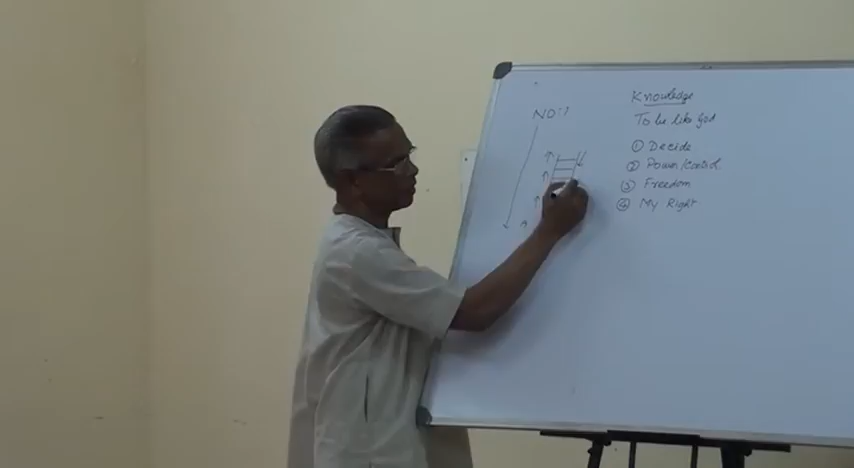 NO:1
Knowledge
To be like God
① Decide
② Power/Control
③ Freedom
④ My Right